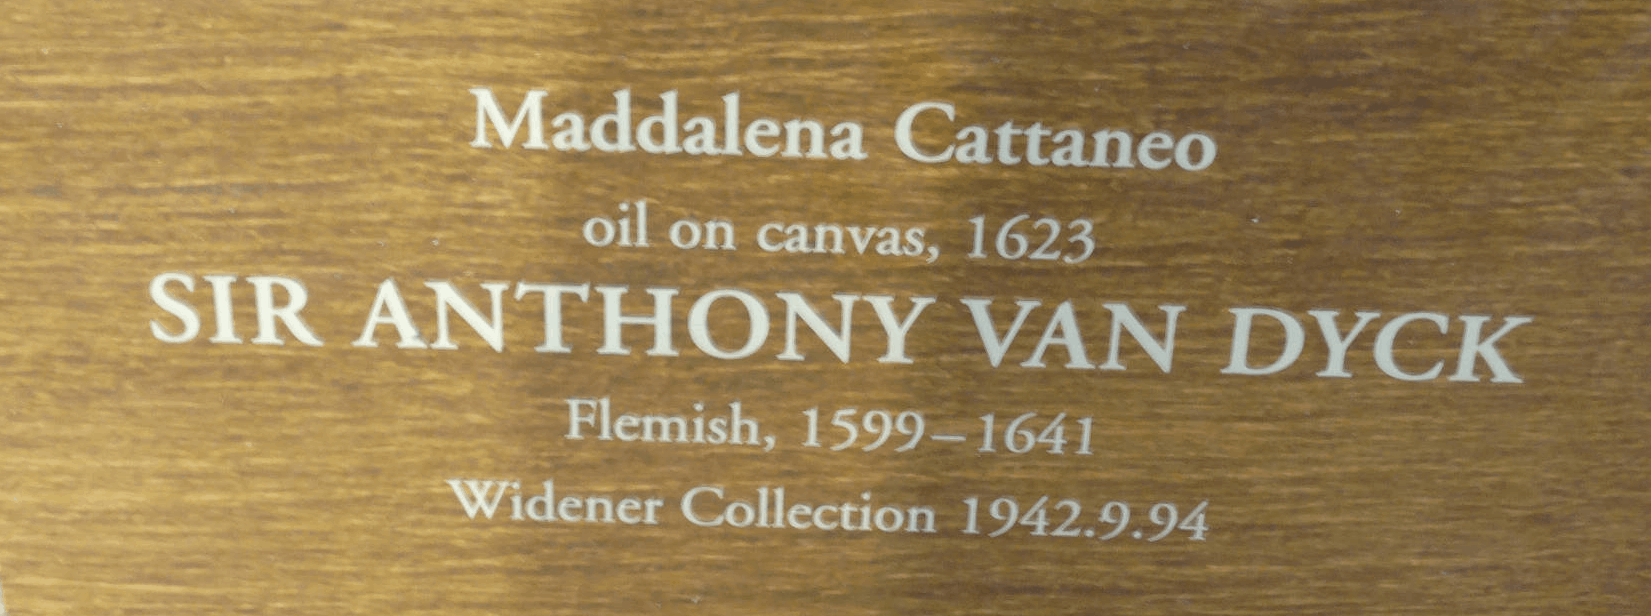 Maddalena Cattaneo
oil on canvas, 1623
SIR ANTHONY VAN DYCK
Flemish, 1599–1641
Widener Collection 1942.9.94